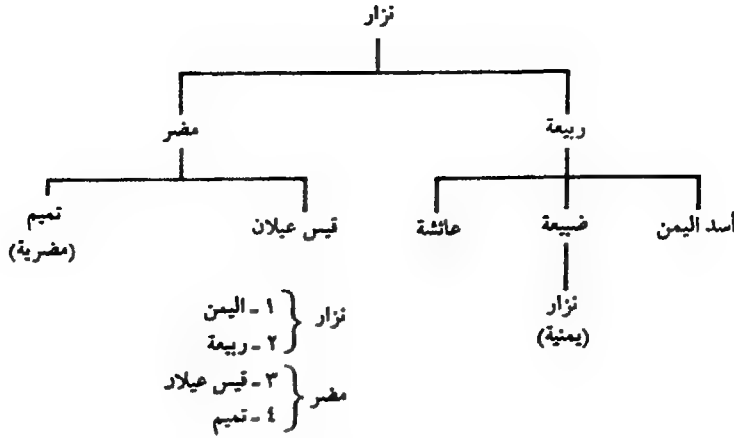 نزار
ربيعة
مضر
أسد اليمن
ضبيعة
عائشة
قيس عيلان
تميم
(مضرية)
نزار
(يمنية)
نزار
١ - اليمن
٢ - ربيعة
مضر
٣ - قيس عيلار
٤ - تميم